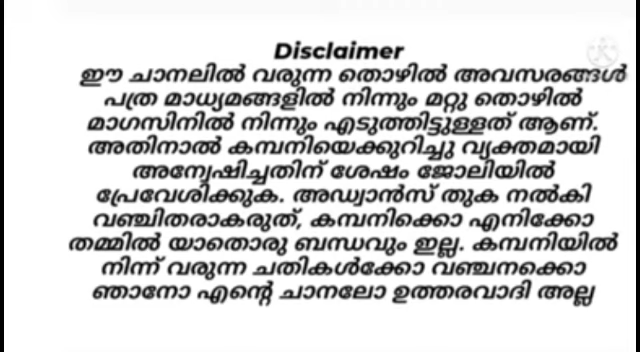 Disclaimer
ഈ ചാനലിൽ വരുന്ന തൊഴിൽ അവസരങ്ങൾ
പത്ര മാധ്യമങ്ങളിൽ നിന്നും മറ്റു തൊഴിൽ
മാഗസിനിൽ നിന്നും എടുത്തിട്ടുള്ളത് ആണ്.
അതിനാൽ കമ്പനിയെക്കുറിച്ചു വ്യക്തമായി
അന്വേഷിച്ചതിന് ശേഷം ജോലിയിൽ
പ്രേവേശിക്കുക. അഡ്വാൻസ് തുക നൽകി
വഞ്ചിതരാകരുത്, കമ്പനിക്കൊ എനിക്കോ
തമ്മിൽ യാതൊരു ബന്ധവും ഇല്ല. കമ്പനിയിൽ
നിന്ന് വരുന്ന ചതികൾക്കോ വഞ്ചനക്കൊ
ഞാനോ എന്റെ ചാനലോ ഉത്തരവാദി അല്ല